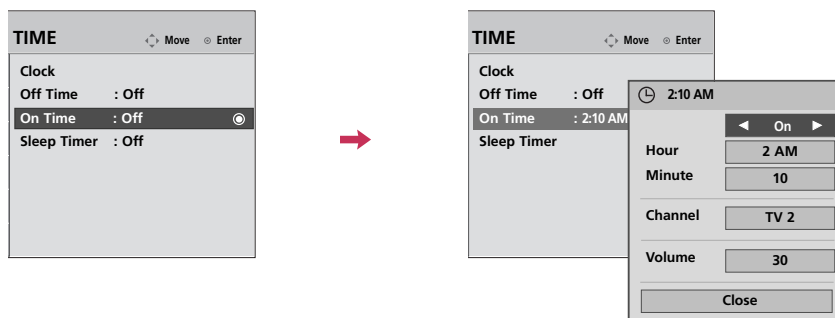 TIME Move Enter
Clock
Off Time : Off
On Time : Off
Sleep Timer : Off
TIME Move Enter
Clock
Off Time : Off
On Time : 2:10 AM
Sleep Timer
2:10 AM
On
Hour 2 AM
Minute 10
Channel TV 2
Volume 30
Close